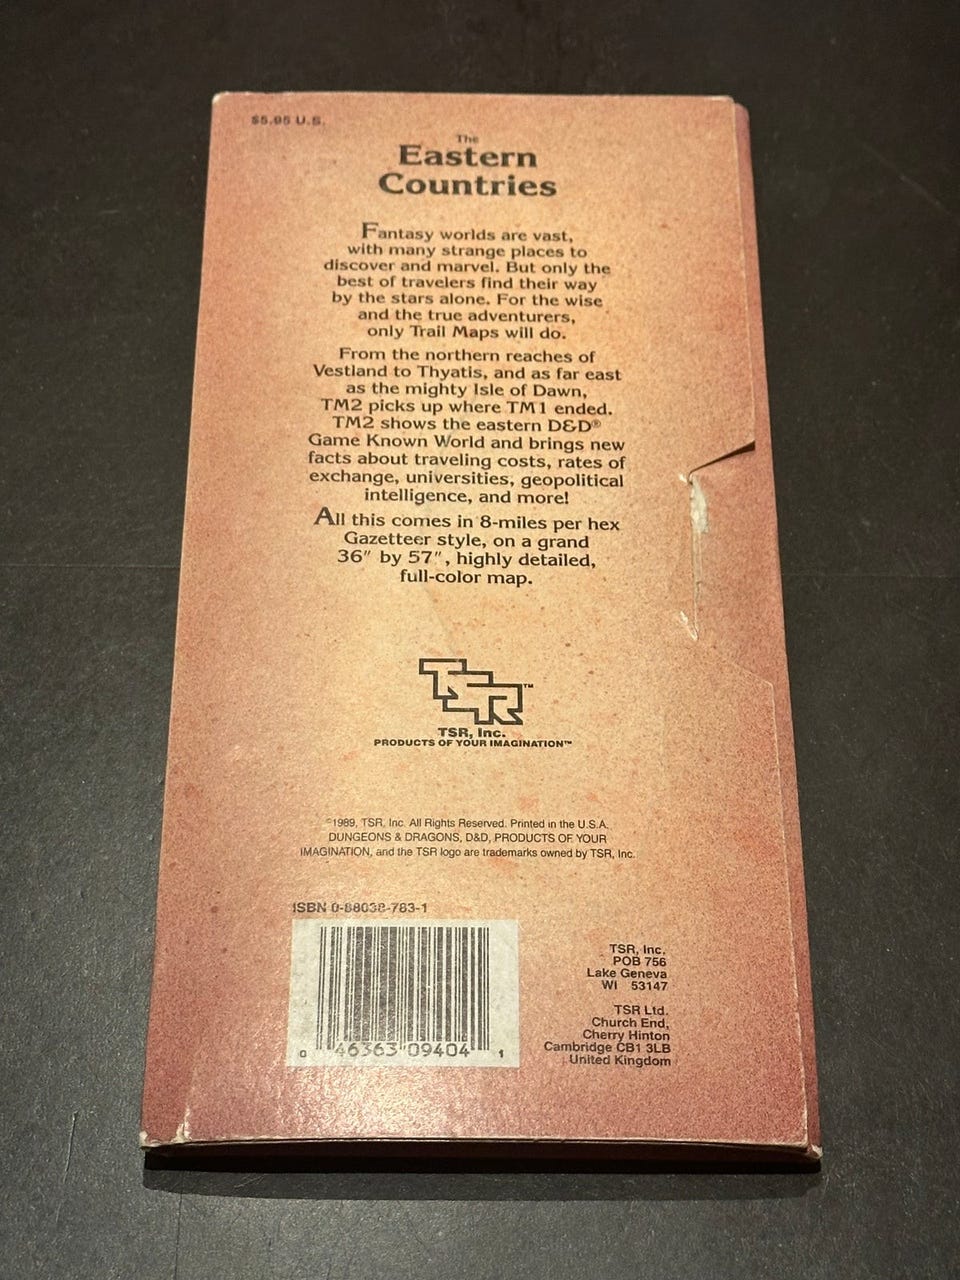 $5.95 U.S.
The
Eastern
Countries
Fantasy worlds are vast,
with many strange places to
discover and marvel. But only the
best of travelers find their way
by the stars alone. For the wise
and the true adventurers,
only Trail Maps will do.
From the northern reaches of
Vestland to Thyatis, and as far east
as the mighty Isle of Dawn,
TM2 picks up where TM1 ended.
TM2 shows the eastern D&D®
Game Known World and brings new
facts about traveling costs, rates of
exchange, universities, geopolitical
intelligence, and more!
All this comes in 8-miles per hex
Gazetteer style, on a grand
36" by 57", highly detailed,
full-color map.
TSR™
TSR, Inc.
PRODUCTS OF YOUR IMAGINATION™
©1989, TSR, Inc. All Rights Reserved. Printed in the U.S.A.
DUNGEONS & DRAGONS, D&D, PRODUCTS OF YOUR
IMAGINATION, and the TSR logo are trademarks owned by TSR, Inc.
ISBN 0-88038-783-1
0 46363 09404 1
TSR, Inc.
POB 756
Lake Geneva
WI 53147
TSR Ltd.
Church End,
Cherry Hinton
Cambridge CB1 3LB
United Kingdom